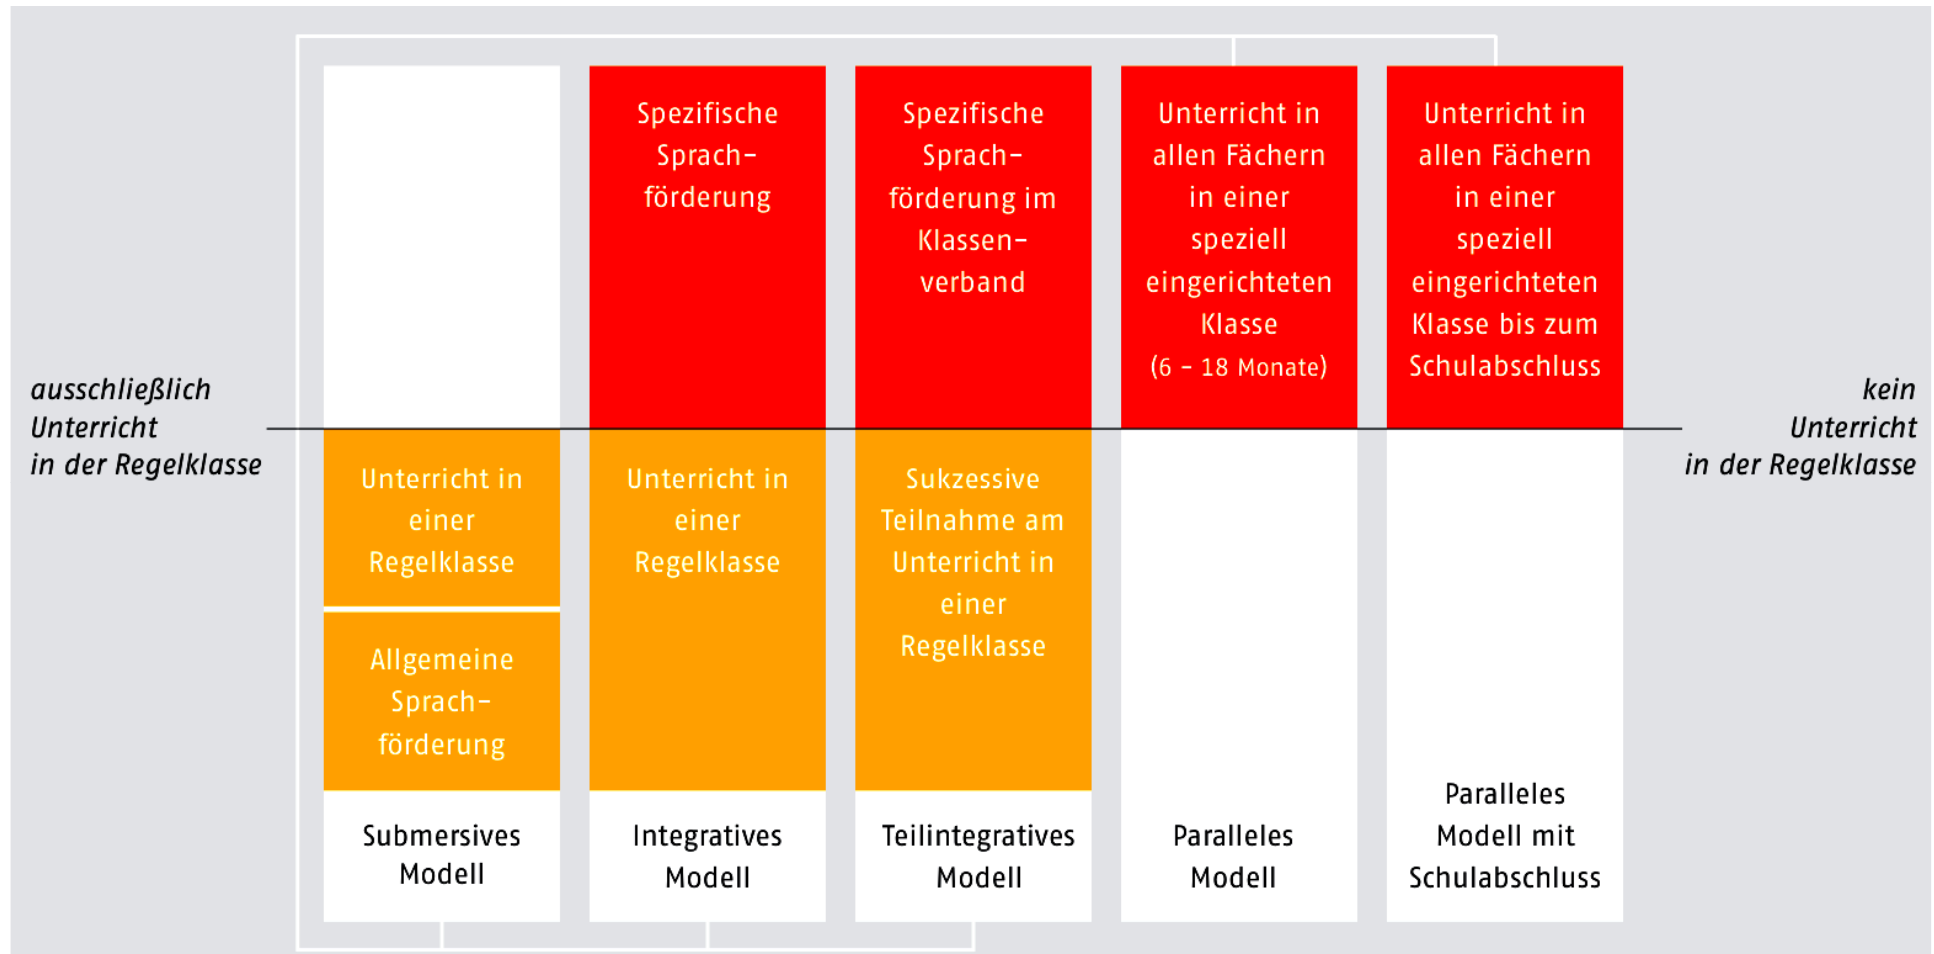 ausschließlich
Unterricht
in der Regelklasse
Unterricht in
einer
Regelklasse
Allgemeine
Sprach-
förderung
Submersives
Modell
Spezifische
Sprach-
förderung
Unterricht in
einer
Regelklasse
Integratives
Modell
Spezifische
Sprach-
förderung im
Klassen-
verband
Sukzessive
Teilnahme am
Unterricht in
einer
Regelklasse
Teilintegratives
Modell
Unterricht in
allen Fächern
in einer
speziell
eingerichteten
Klasse
(6 - 18 Monate)
Paralleles
Modell
Unterricht in
allen Fächern
in einer
speziell
eingerichteten
Klasse bis zum
Schulabschluss
Paralleles
Modell mit
Schulabschluss
kein
Unterricht
in der Regelklasse